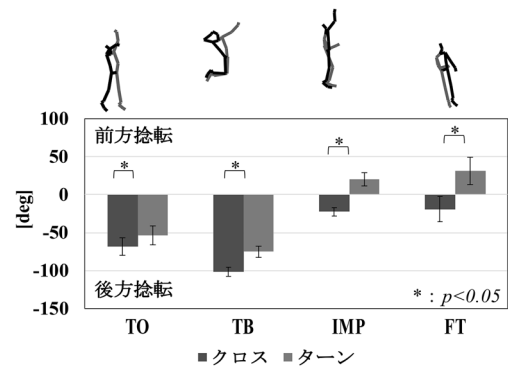 100
前方捻転
50
*
*
*
*
0
[deg]
-50
-100
後方捻転
*：p<0.05
-150
TO
TB
IMP
FT
■クロス ■ターン